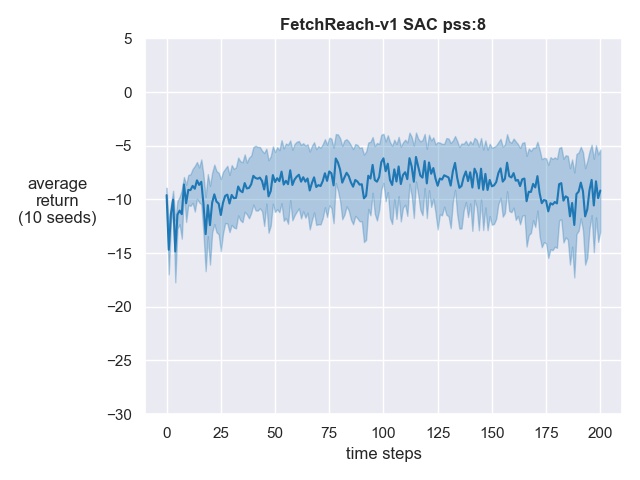 FetchReach-v1 SAC pss:8
5
0
−5
−10
−15
−20
−25
−30
average
return
(10 seeds)
0 25 50 75 100 125 150 175 200
time steps